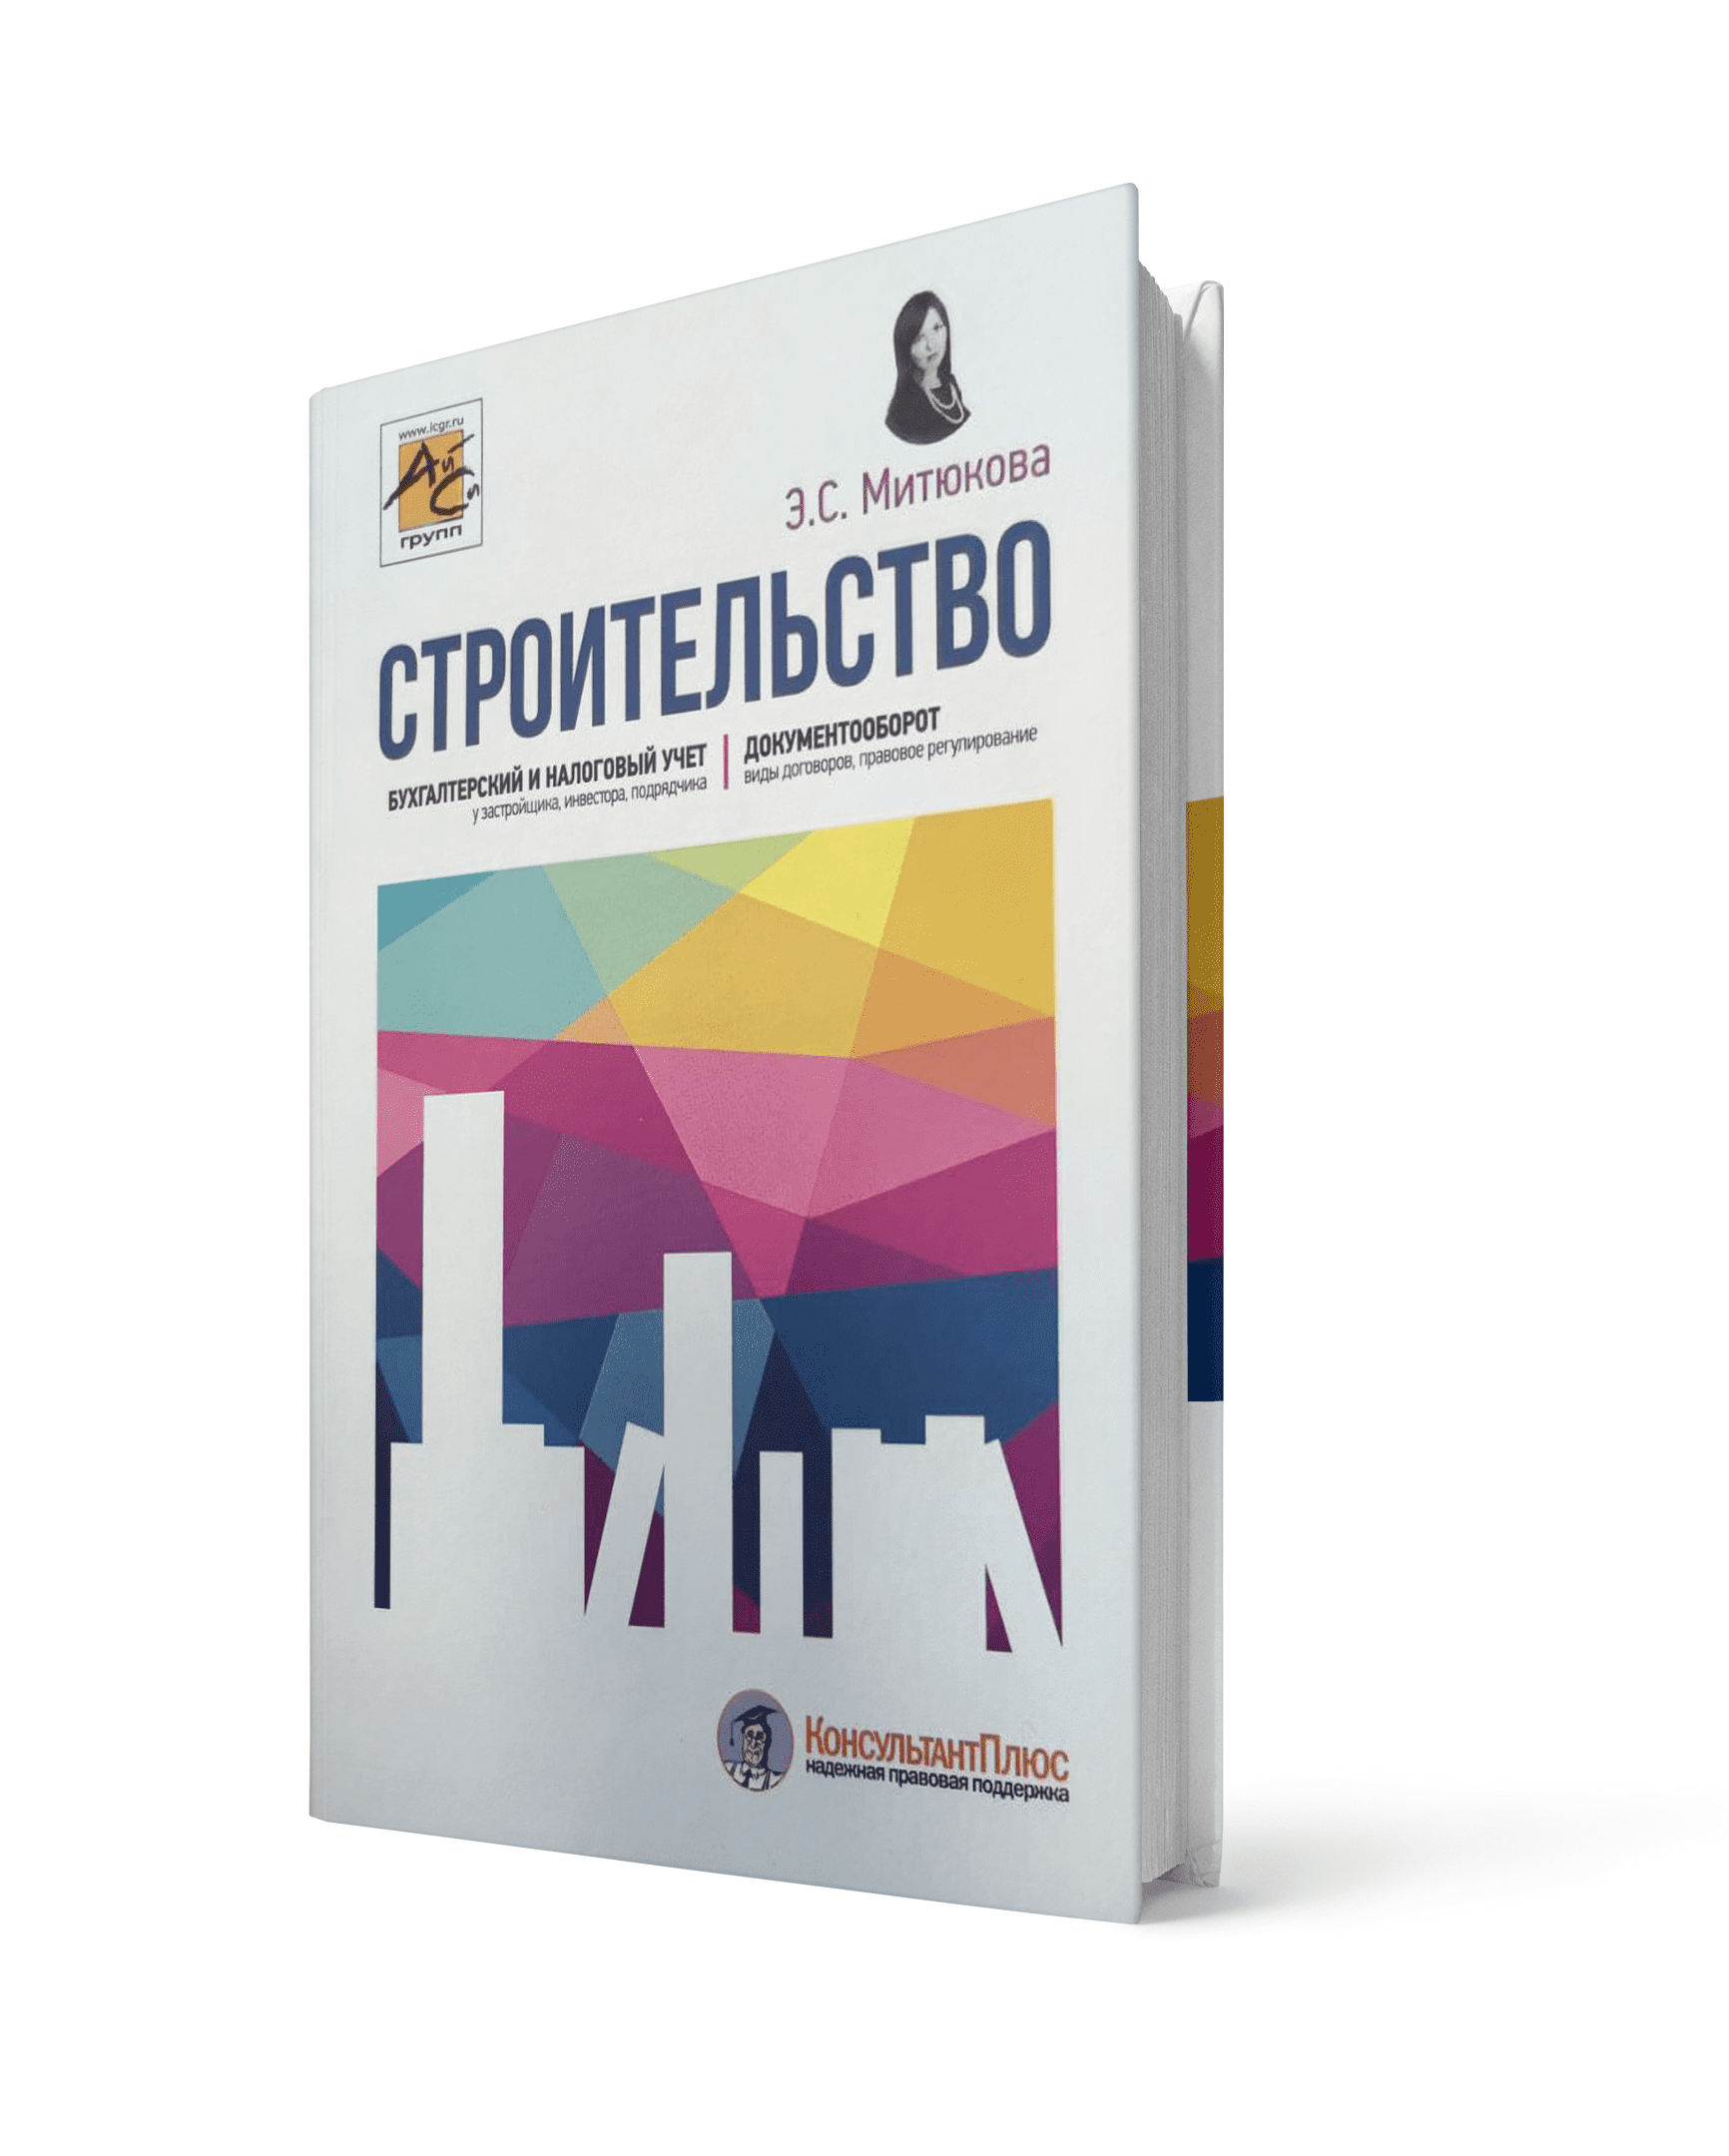 www.icgr.ru
групп
Э.С. Митюкова
СТРОИТЕЛЬСТВО
БУХГАЛТЕРСКИЙ И НАЛОГОВЫЙ УЧЕТ
у застройщика, инвестора, подрядчика
ДОКУМЕНТООБОРОТ
виды договоров, правовое регулирование
КонсультантПлюс
надежная правовая поддержка